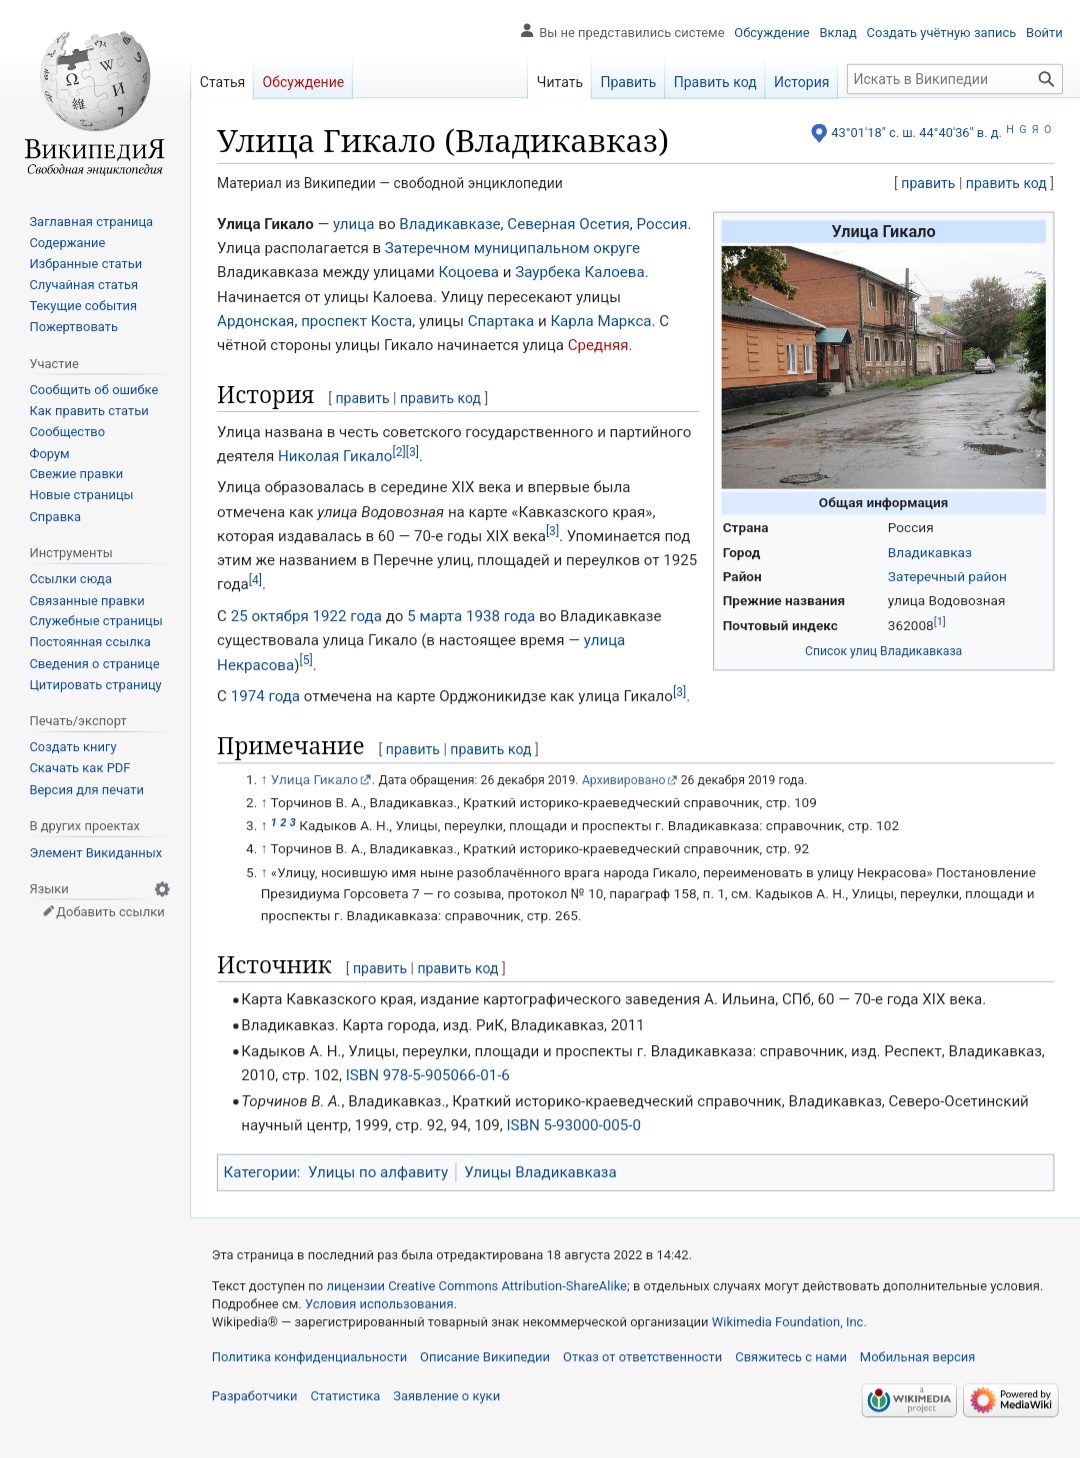 Вы не представились системе Обсуждение Вклад Создать учётную запись Войти
Статья Обсуждение Читать Править Править код История Искать в Википедии
ВикипедиЯ
Свободная энциклопедия
Заглавная страница
Содержание
Избранные статьи
Случайная статья
Текущие события
Пожертвовать
Участие
Сообщить об ошибке
Как править статьи
Сообщество
Форум
Свежие правки
Новые страницы
Справка
Инструменты
Ссылки сюда
Связанные правки
Служебные страницы
Постоянная ссылка
Сведения о странице
Цитировать страницу
Печать/экспорт
Создать книгу
Скачать как PDF
Версия для печати
В других проектах
Элемент Викиданных
Языки
Добавить ссылки
Улица Гикало (Владикавказ)
43°01'18" с. ш. 44°40'36" в. д. H G Я O
Материал из Википедии — свободной энциклопедии
[ править | править код ]
Улица Гикало — улица во Владикавказе, Северная Осетия, Россия.
Улица располагается в Затеречном муниципальном округе
Владикавказа между улицами Коцоева и Заурбека Калоева.
Начинается от улицы Калоева. Улицу пересекают улицы
Ардонская, проспект Коста, улицы Спартака и Карла Маркса. С
чётной стороны улицы Гикало начинается улица Средняя.
Улица Гикало
Общая информация
Страна Россия
Город Владикавказ
Район Затеречный район
Прежние названия улица Водовозная
Почтовый индекс 362008[1]
Список улиц Владикавказа
История [ править | править код ]
Улица названа в честь советского государственного и партийного
деятеля Николая Гикало[2][3].
Улица образовалась в середине XIX века и впервые была
отмечена как улица Водовозная на карте «Кавказского края»,
которая издавалась в 60 — 70-е годы XIX века[3]. Упоминается под
этим же названием в Перечне улиц, площадей и переулков от 1925
года[4].
С 25 октября 1922 года до 5 марта 1938 года во Владикавказе
существовала улица Гикало (в настоящее время — улица
Некрасова)[5].
С 1974 года отмечена на карте Орджоникидзе как улица Гикало[3].
Примечание [ править | править код ]
1. ↑ Улица Гикало. Дата обращения: 26 декабря 2019. Архивировано 26 декабря 2019 года.
2. ↑ Торчинов В. А., Владикавказ., Краткий историко-краеведческий справочник, стр. 109
3. ↑ 1 2 3 Кадыков А. Н., Улицы, переулки, площади и проспекты г. Владикавказа: справочник, стр. 102
4. ↑ Торчинов В. А., Владикавказ., Краткий историко-краеведческий справочник, стр. 92
5. ↑ «Улицу, носившую имя ныне разоблачённого врага народа Гикало, переименовать в улицу Некрасова» Постановление
Президиума Горсовета 7 — го созыва, протокол № 10, параграф 158, п. 1, см. Кадыков А. Н., Улицы, переулки, площади и
проспекты г. Владикавказа: справочник, стр. 265.
Источник [ править | править код ]
• Карта Кавказского края, издание картографического заведения А. Ильина, СПб, 60 — 70-е года XIX века.
• Владикавказ. Карта города, изд. РиК, Владикавказ, 2011
• Кадыков А. Н., Улицы, переулки, площади и проспекты г. Владикавказа: справочник, изд. Респект, Владикавказ,
2010, стр. 102, ISBN 978-5-905066-01-6
• Торчинов В. А., Владикавказ., Краткий историко-краеведческий справочник, Владикавказ, Северо-Осетинский
научный центр, 1999, стр. 92, 94, 109, ISBN 5-93000-005-0
Категории: Улицы по алфавиту | Улицы Владикавказа
Эта страница в последний раз была отредактирована 18 августа 2022 в 14:42.
Текст доступен по лицензии Creative Commons Attribution-ShareAlike; в отдельных случаях могут действовать дополнительные условия.
Подробнее см. Условия использования.
Wikipedia® — зарегистрированный товарный знак некоммерческой организации Wikimedia Foundation, Inc.
Политика конфиденциальности Описание Википедии Отказ от ответственности Свяжитесь с нами Мобильная версия
Разработчики Статистика Заявление о куки
a
WIKIMEDIA
project
Powered by
MediaWiki